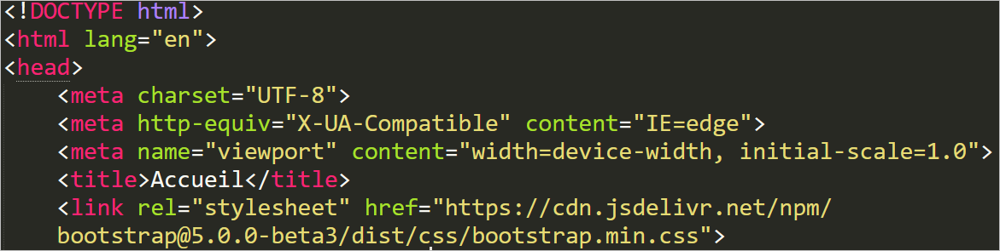 <!DOCTYPE html>
<html lang="en">
<head>
    <meta charset="UTF-8">
    <meta http-equiv="X-UA-Compatible" content="IE=edge">
    <meta name="viewport" content="width=device-width, initial-scale=1.0">
    <title>Accueil</title>
    <link rel="stylesheet" href="https://cdn.jsdelivr.net/npm/
    bootstrap@5.0.0-beta3/dist/css/bootstrap.min.css">